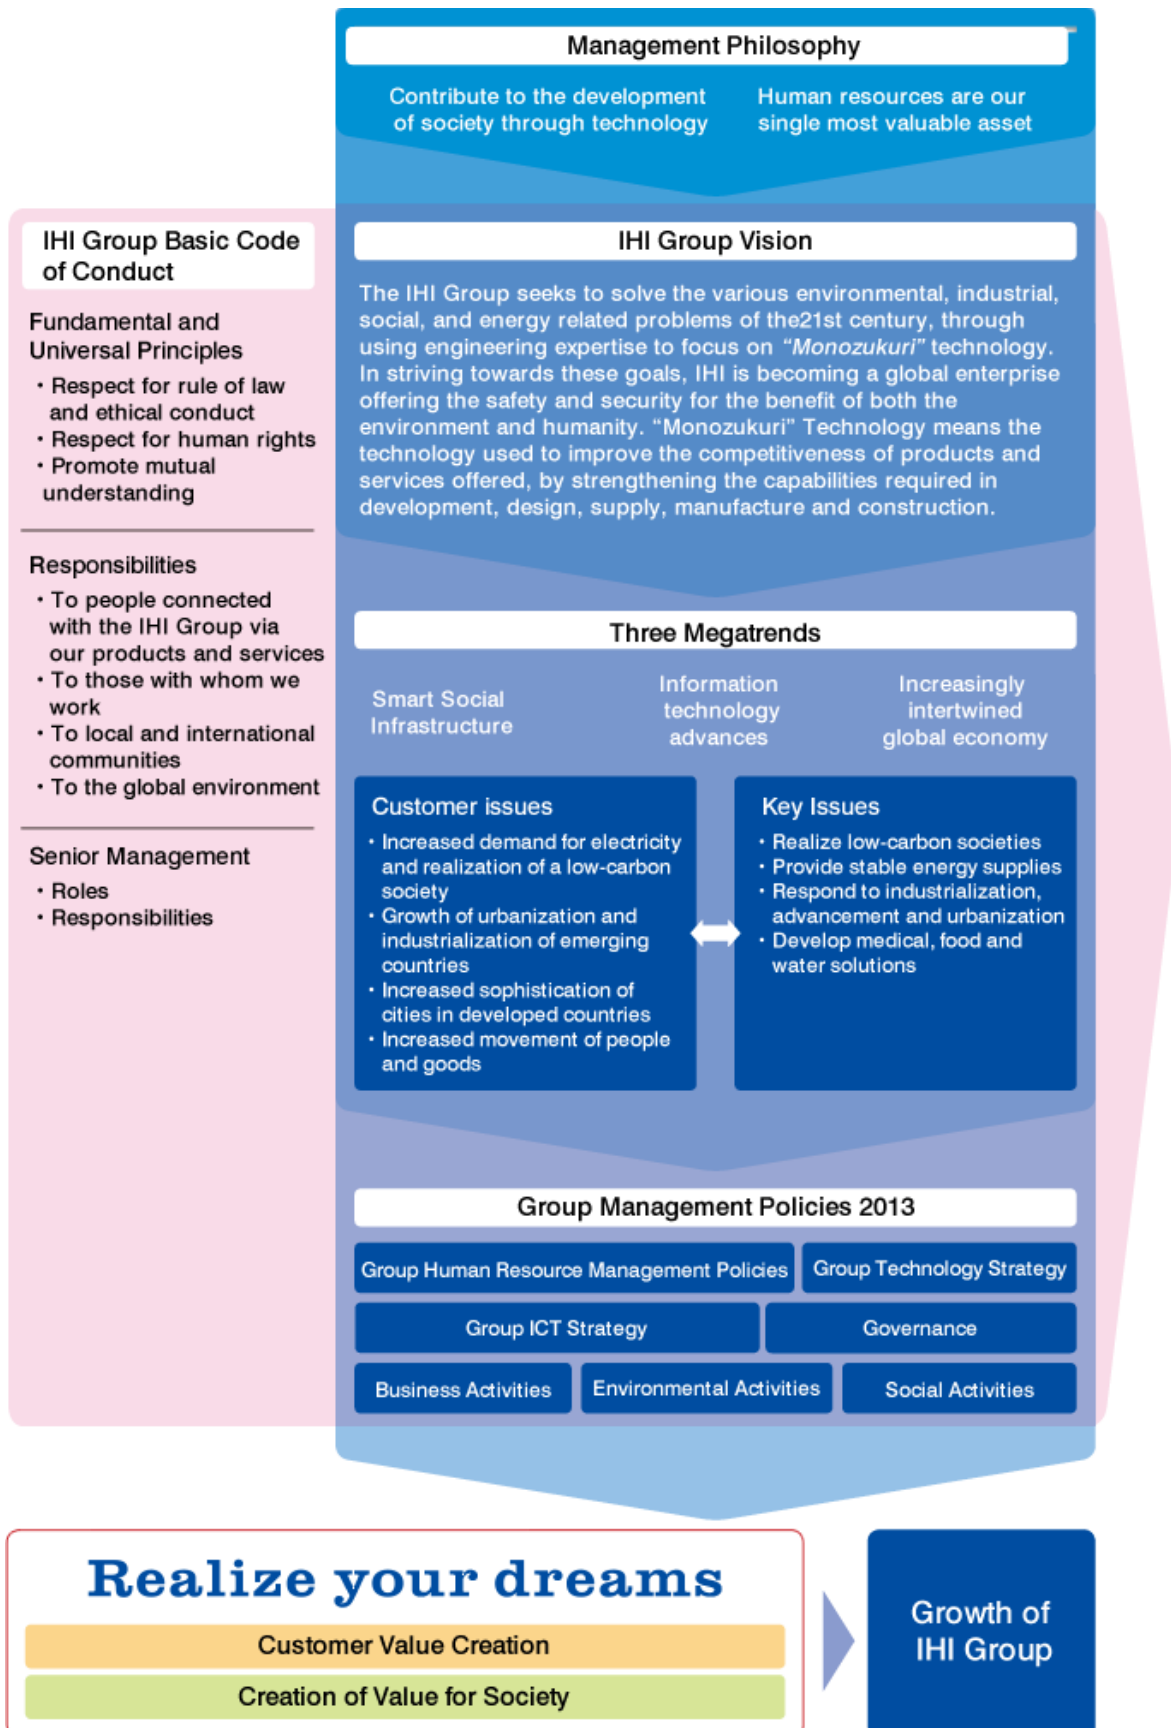 Management Philosophy
Contribute to the development
of society through technology
Human resources are our
single most valuable asset
IHI Group Basic Code
of Conduct
Fundamental and
Universal Principles
・Respect for rule of law
and ethical conduct
・Respect for human rights
・Promote mutual
understanding
Responsibilities
・To people connected
with the IHI Group via
our products and services
・To those with whom we
work
・To local and international
communities
・To the global environment
Senior Management
・Roles
・Responsibilities
IHI Group Vision
The IHI Group seeks to solve the various environmental, industrial,
social, and energy related problems of the21st century, through
using engineering expertise to focus on “Monozukuri” technology.
In striving towards these goals, IHI is becoming a global enterprise
offering the safety and security for the benefit of both the
environment and humanity. “Monozukuri” Technology means the
technology used to improve the competitiveness of products and
services offered, by strengthening the capabilities required in
development, design, supply, manufacture and construction.
Three Megatrends
Smart Social
Infrastructure
Information
technology
advances
Increasingly
intertwined
global economy
Customer issues
・Increased demand for electricity
and realization of a low-carbon
society
・Growth of urbanization and
industrialization of emerging
countries
・Increased sophistication of
cities in developed countries
・Increased movement of people
and goods
Key Issues
・Realize low-carbon societies
・Provide stable energy supplies
・Respond to industrialization,
advancement and urbanization
・Develop medical, food and
water solutions
Group Management Policies 2013
Group Human Resource Management Policies
Group Technology Strategy
Group ICT Strategy
Governance
Business Activities
Environmental Activities
Social Activities
Realize your dreams
Customer Value Creation
Creation of Value for Society
Growth of
IHI Group